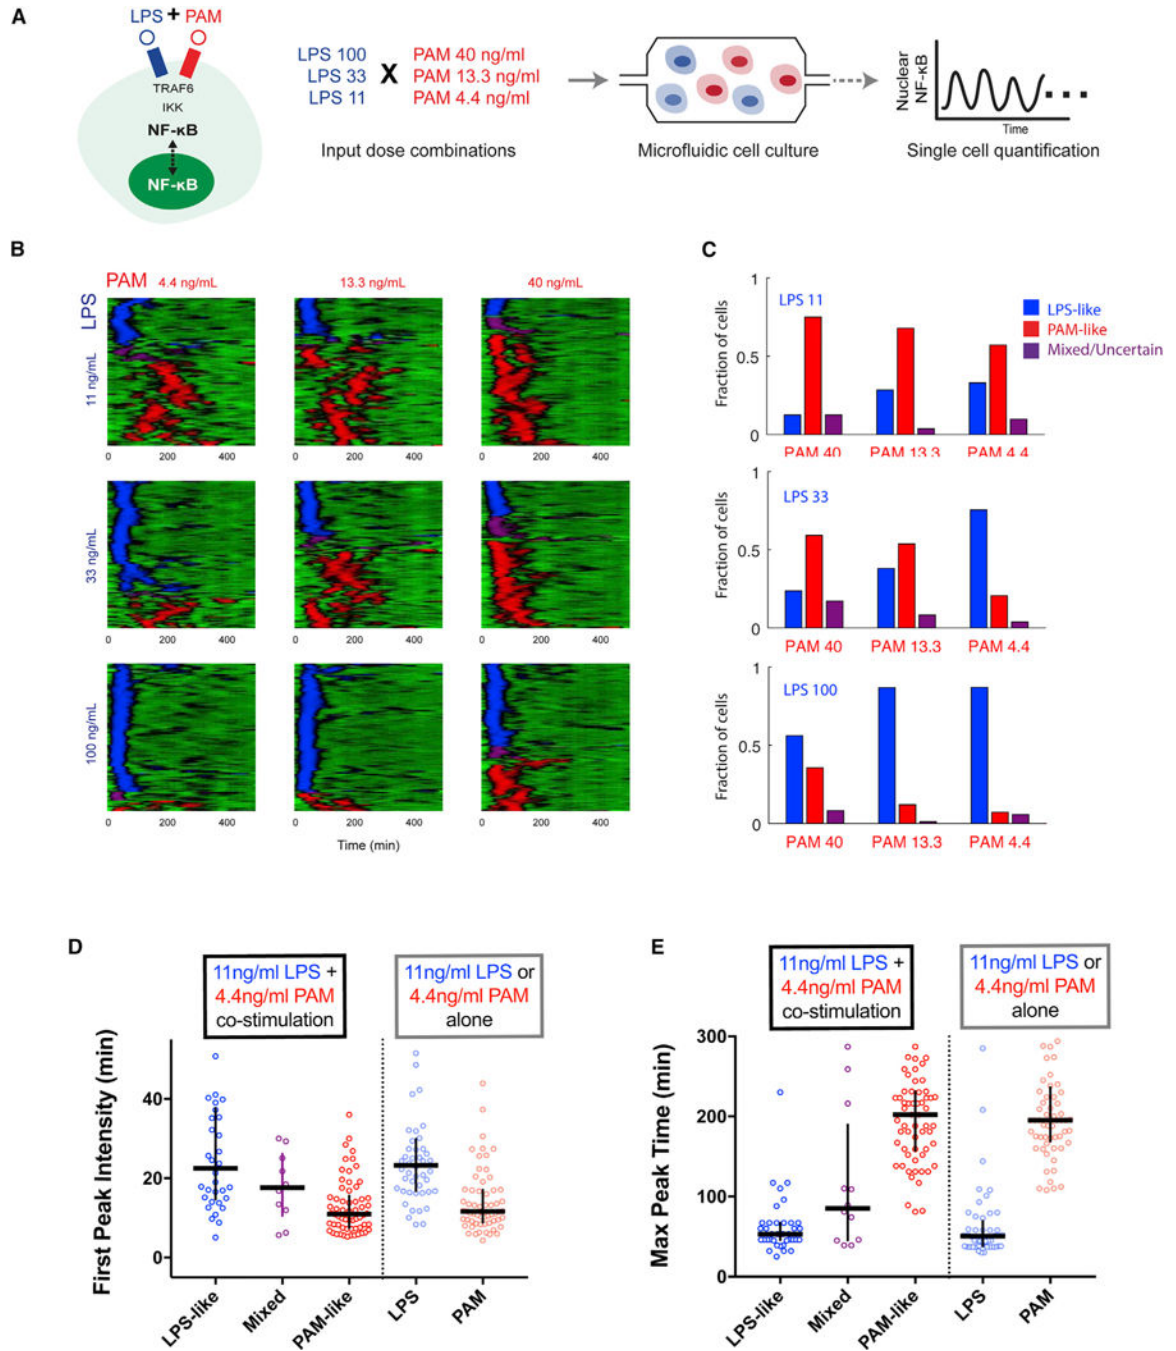 A
LPS + PAM
TRAF6
IKK
NF-κB
NF-κB
LPS 100
LPS 33
LPS 11
X
PAM 40 ng/ml
PAM 13.3 ng/ml
PAM 4.4 ng/ml
Input dose combinations
Microfluidic cell culture
Nuclear
NF-κB
Time
Single cell quantification
B
PAM 4.4 ng/mL
13.3 ng/mL
40 ng/mL
LPS
11 ng/mL
0 200 400
0 200 400
0 200 400
33 ng/mL
0 200 400
0 200 400
0 200 400
100 ng/mL
0 200 400
0 200 400
0 200 400
Time (min)
C
LPS 11
Fraction of cells
1
0.5
0
PAM 40 PAM 13.3 PAM 4.4
LPS-like
PAM-like
Mixed/Uncertain
LPS 33
Fraction of cells
1
0.5
0
PAM 40 PAM 13.3 PAM 4.4
LPS 100
Fraction of cells
1
0.5
0
PAM 40 PAM 13.3 PAM 4.4
D
11ng/ml LPS +
4.4ng/ml PAM
co-stimulation
11ng/ml LPS or
4.4ng/ml PAM
alone
First Peak Intensity (min)
40
20
0
LPS-like
Mixed
PAM-like
LPS
PAM
E
11ng/ml LPS +
4.4ng/ml PAM
co-stimulation
11ng/ml LPS or
4.4ng/ml PAM
alone
Max Peak Time (min)
300
200
100
0
LPS-like
Mixed
PAM-like
LPS
PAM